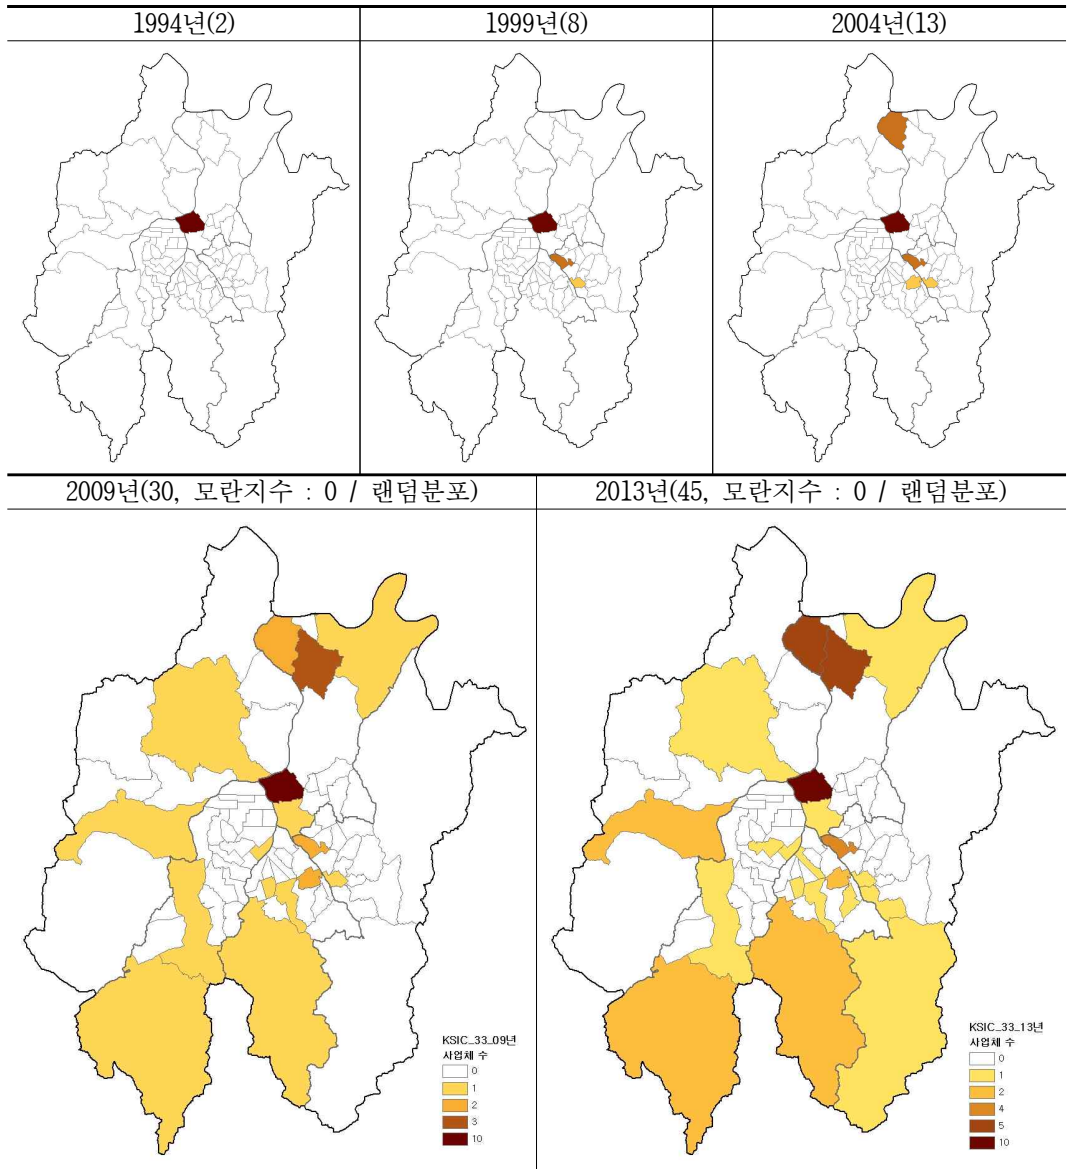 1994년(2)
1999년(8)
2004년(13)
2009년(30, 모란지수 : 0 / 랜덤분포)
2013년(45, 모란지수 : 0 / 랜덤분포)
KSIC_33_09년
사업체 수
0
1
2
3
10
KSIC_33_13년
사업체 수
0
1
2
4
5
10